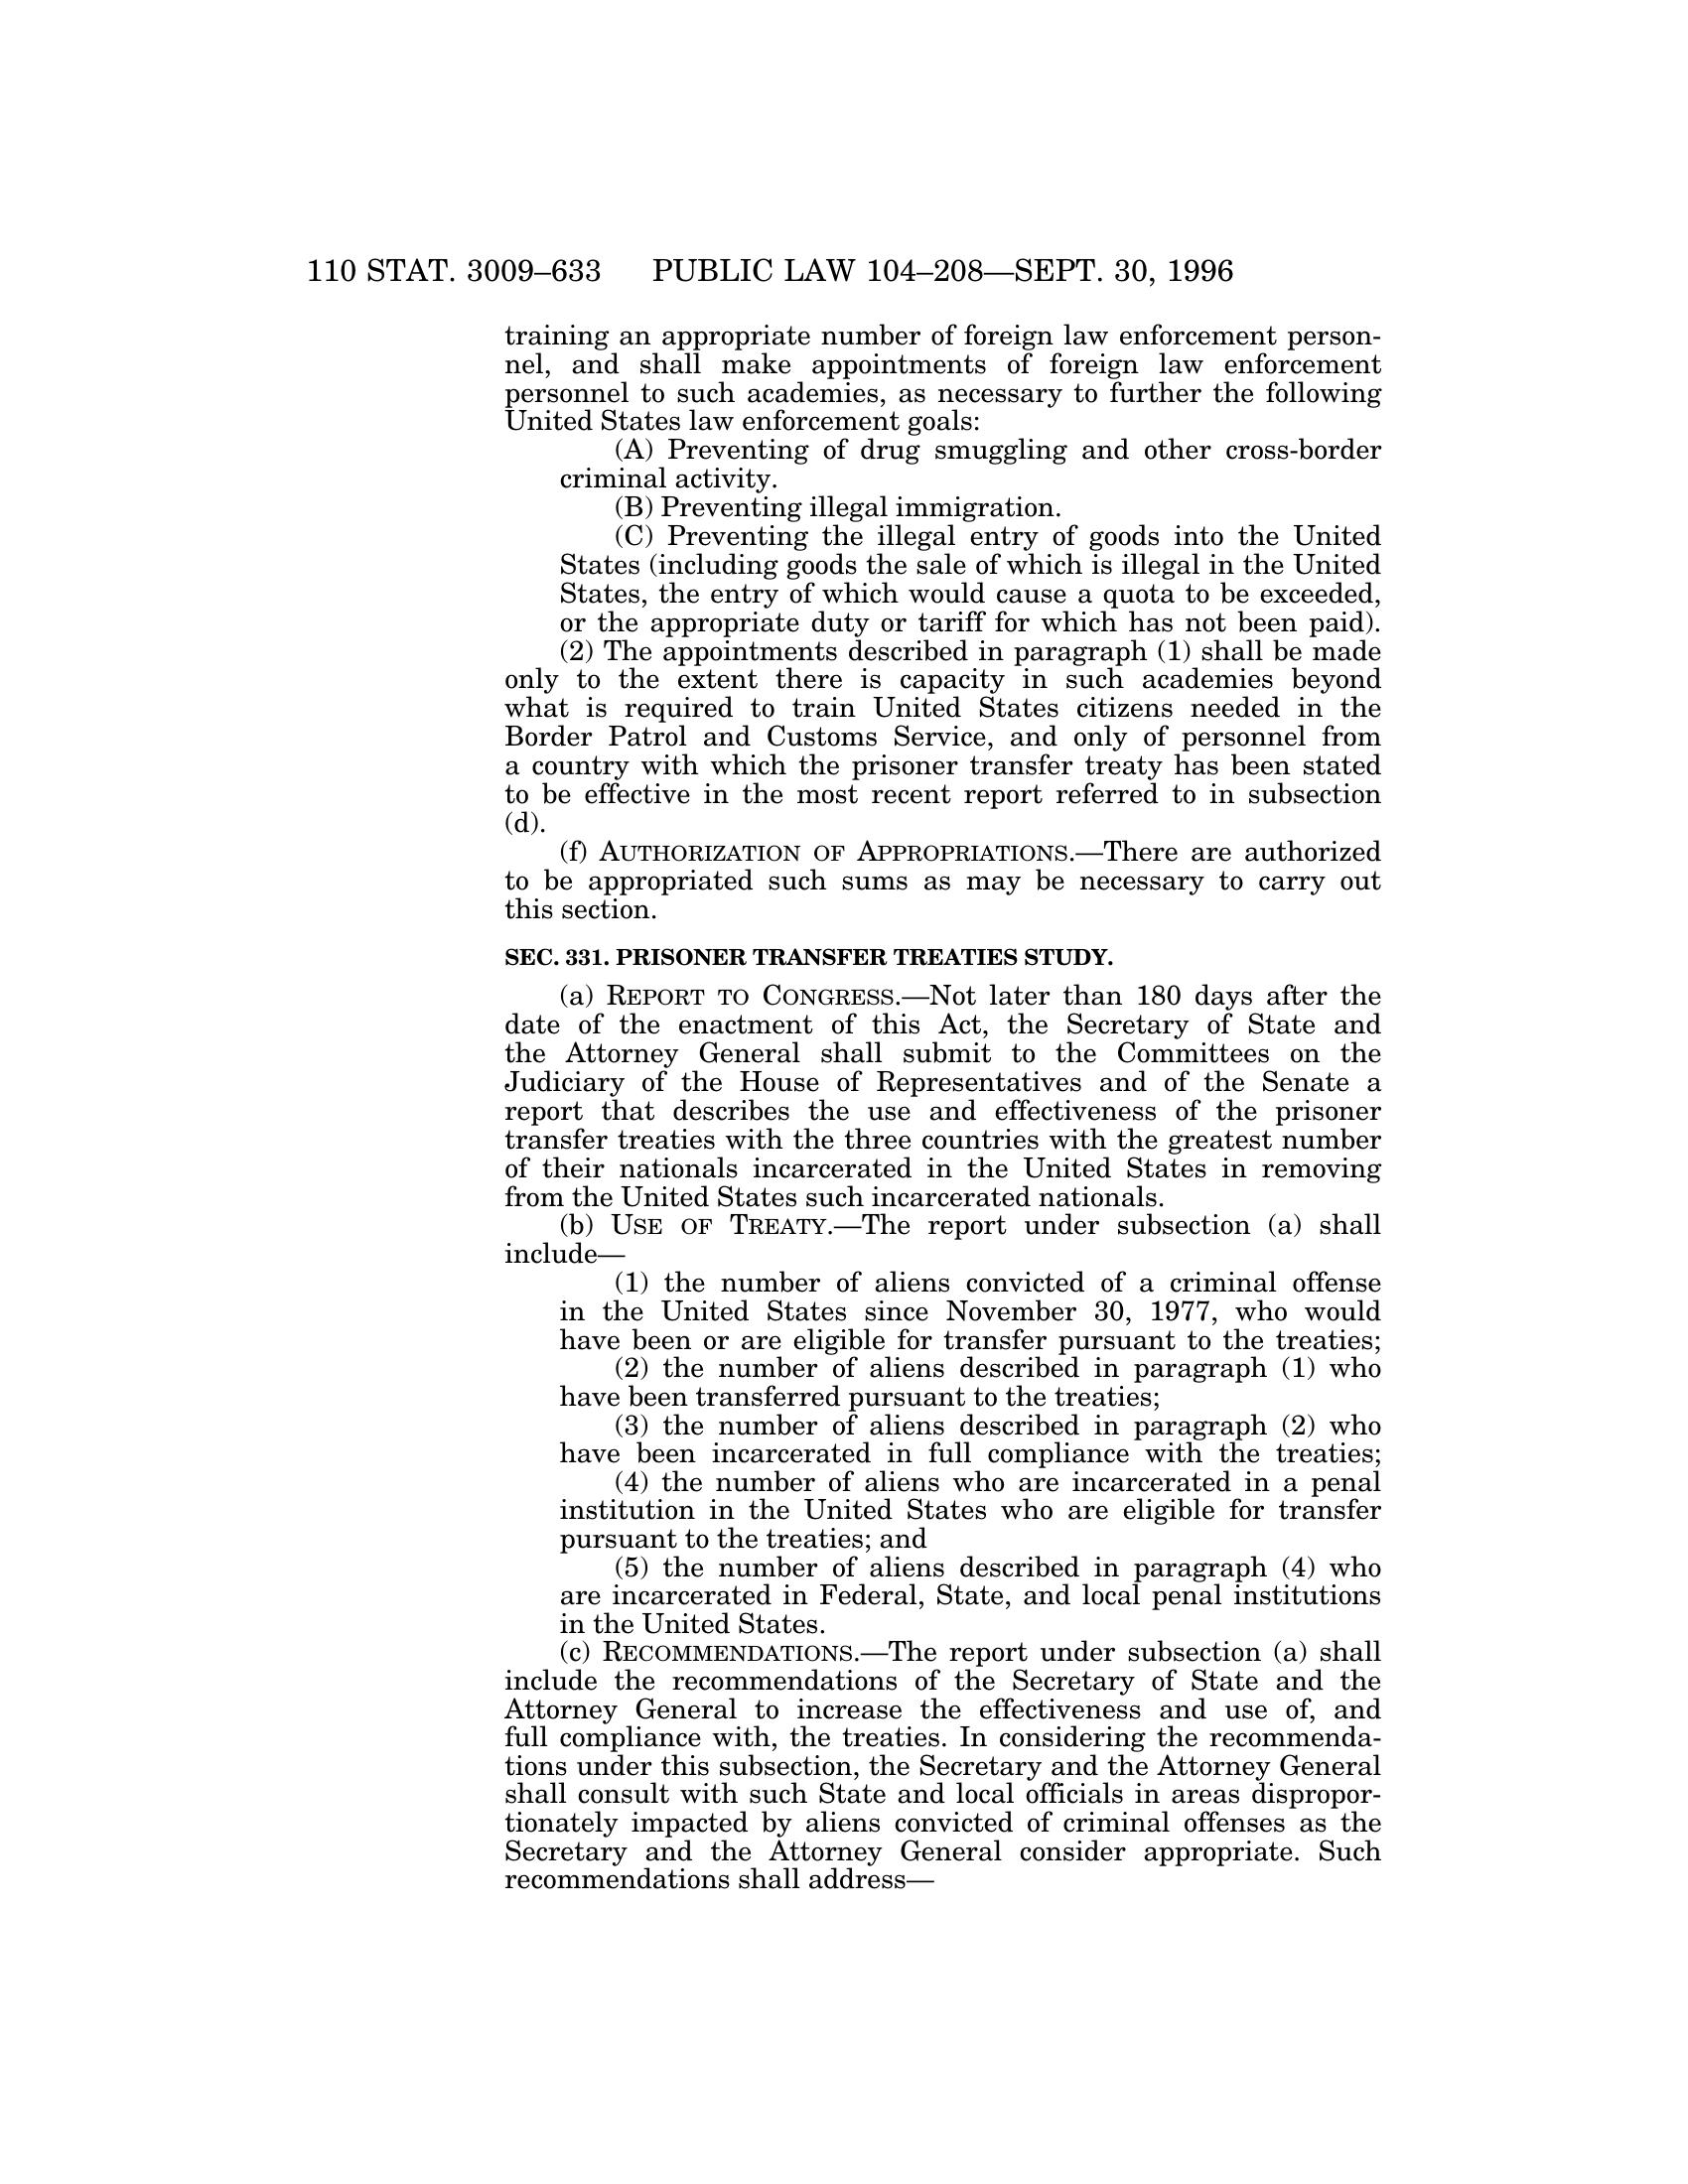 110 STAT. 3009–633 PUBLIC LAW 104–208—SEPT. 30, 1996
training an appropriate number of foreign law enforcement person-
nel, and shall make appointments of foreign law enforcement
personnel to such academies, as necessary to further the following
United States law enforcement goals:
(A) Preventing of drug smuggling and other cross-border
criminal activity.
(B) Preventing illegal immigration.
(C) Preventing the illegal entry of goods into the United
States (including goods the sale of which is illegal in the United
States, the entry of which would cause a quota to be exceeded,
or the appropriate duty or tariff for which has not been paid).
(2) The appointments described in paragraph (1) shall be made
only to the extent there is capacity in such academies beyond
what is required to train United States citizens needed in the
Border Patrol and Customs Service, and only of personnel from
a country with which the prisoner transfer treaty has been stated
to be effective in the most recent report referred to in subsection
(d).
(f) AUTHORIZATION OF APPROPRIATIONS.—There are authorized
to be appropriated such sums as may be necessary to carry out
this section.
SEC. 331. PRISONER TRANSFER TREATIES STUDY.
(a) REPORT TO CONGRESS.—Not later than 180 days after the
date of the enactment of this Act, the Secretary of State and
the Attorney General shall submit to the Committees on the
Judiciary of the House of Representatives and of the Senate a
report that describes the use and effectiveness of the prisoner
transfer treaties with the three countries with the greatest number
of their nationals incarcerated in the United States in removing
from the United States such incarcerated nationals.
(b) USE OF TREATY.—The report under subsection (a) shall
include—
(1) the number of aliens convicted of a criminal offense
in the United States since November 30, 1977, who would
have been or are eligible for transfer pursuant to the treaties;
(2) the number of aliens described in paragraph (1) who
have been transferred pursuant to the treaties;
(3) the number of aliens described in paragraph (2) who
have been incarcerated in full compliance with the treaties;
(4) the number of aliens who are incarcerated in a penal
institution in the United States who are eligible for transfer
pursuant to the treaties; and
(5) the number of aliens described in paragraph (4) who
are incarcerated in Federal, State, and local penal institutions
in the United States.
(c) RECOMMENDATIONS.—The report under subsection (a) shall
include the recommendations of the Secretary of State and the
Attorney General to increase the effectiveness and use of, and
full compliance with, the treaties. In considering the recommenda-
tions under this subsection, the Secretary and the Attorney General
shall consult with such State and local officials in areas dispropor-
tionately impacted by aliens convicted of criminal offenses as the
Secretary and the Attorney General consider appropriate. Such
recommendations shall address—